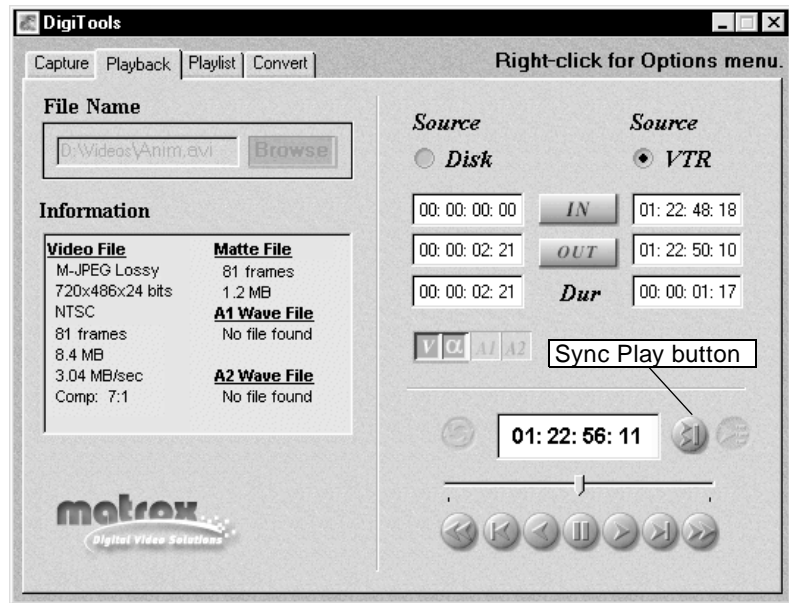 DigiTools
Capture Playback Playlist Convert
Right-click for Options menu.
File Name
D:\Videos\Anim.avi Browse
Information
Video File
M-JPEG Lossy
720x486x24 bits
NTSC
81 frames
8.4 MB
3.04 MB/sec
Comp: 7:1
Matte File
81 frames
1.2 MB
A1 Wave File
No file found
A2 Wave File
No file found
matrox
Digital Video Solutions
Source Source
Disk VTR
00: 00: 00: 00 IN 01: 22: 48: 18
00: 00: 02: 21 OUT 01: 22: 50: 10
00: 00: 02: 21 Dur 00: 00: 01: 17
V α A1 A2
Sync Play button
01: 22: 56: 11